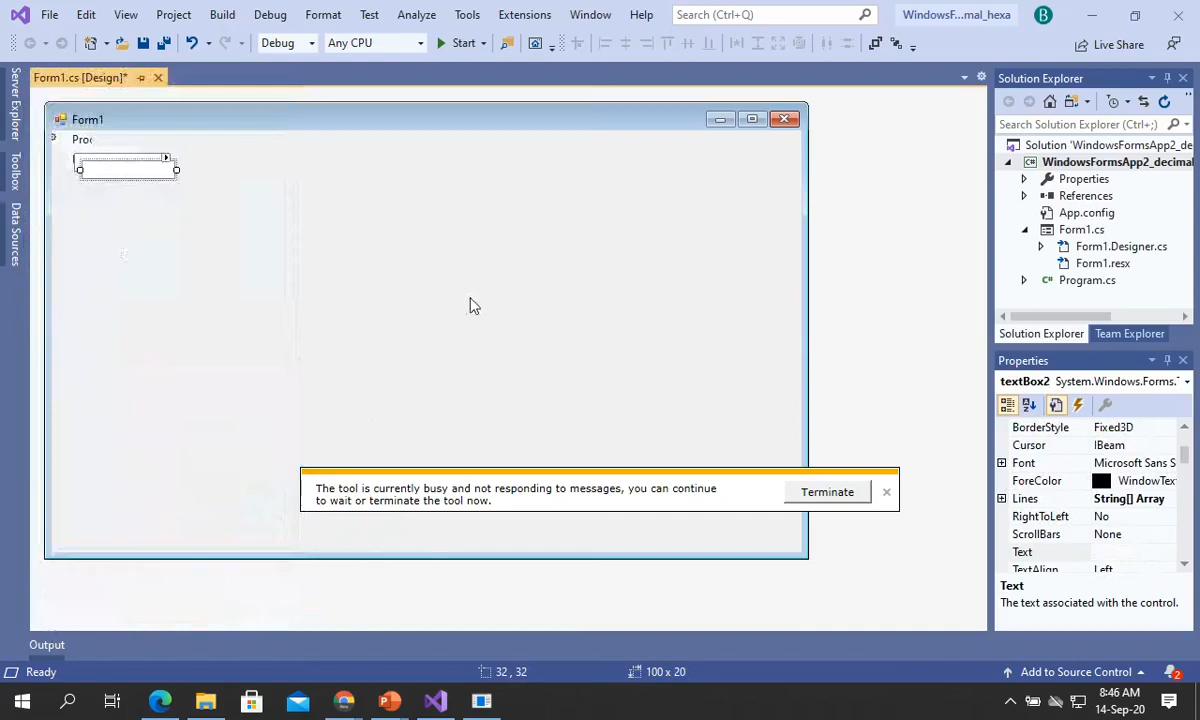 File Edit View Project Build Debug Format Test Analyze Tools Extensions Window Help Search (Ctrl+Q) WindowsF...mal_hexa B
Debug Any CPU Start Live Share
Server Explorer
Toolbox
Data Sources
Form1.cs [Design]*
Form1
Proc
The tool is currently busy and not responding to messages, you can continue
to wait or terminate the tool now.
Terminate
Solution Explorer
Search Solution Explorer (Ctrl+;)
Solution 'WindowsFormsApp2_de
WindowsFormsApp2_decimal
Properties
References
App.config
Form1.cs
Form1.Designer.cs
Form1.resx
Program.cs
Solution Explorer Team Explorer
Properties
textBox2 System.Windows.Forms.
BorderStyle Fixed3D
Cursor IBeam
Font Microsoft Sans S
ForeColor WindowText
Lines String[] Array
RightToLeft No
ScrollBars None
Text
TextAlign Left
Text
The text associated with the control.
Output
Ready 32 , 32 100 x 20 Add to Source Control 2
8:46 AM
14-Sep-20